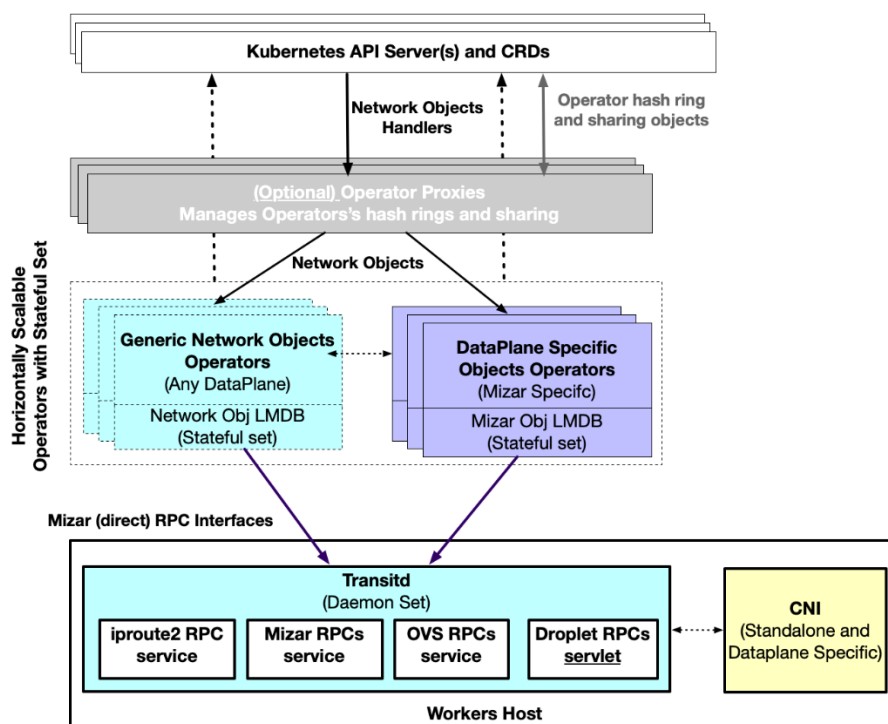 Kubernetes API Server(s) and CRDs
Network Objects
Handlers
Operator hash ring
and sharing objects
(Optional) Operator Proxies
Manages Operators's hash rings and sharing
Network Objects
Horizontally Scalable
Operators with Stateful Set
Generic Network Objects
Operators
(Any DataPlane)
Network Obj LMDB
(Stateful set)
DataPlane Specific
Objects Operators
(Mizar Specifc)
Mizar Obj LMDB
(Stateful set)
Mizar (direct) RPC Interfaces
Transitd
(Daemon Set)
iproute2 RPC
service
Mizar RPCs
service
OVS RPCs
service
Droplet RPCs
servlet
CNI
(Standalone and
Dataplane Specific)
Workers Host